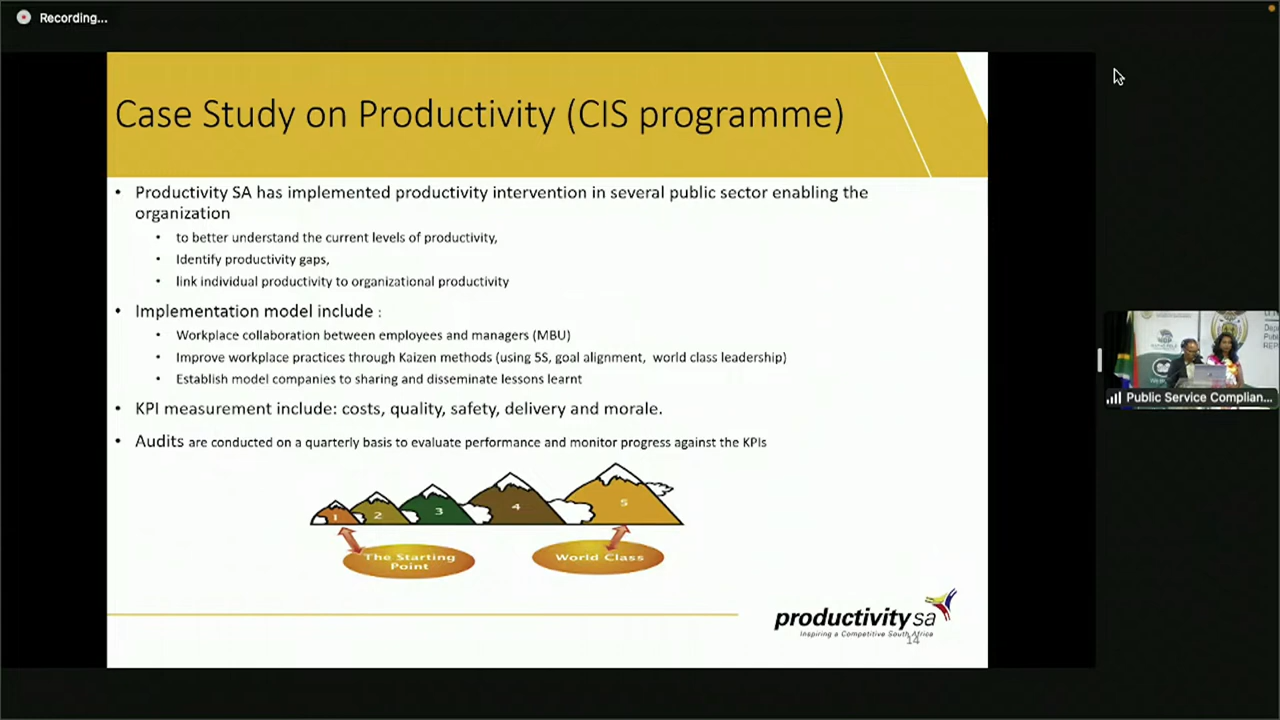 Recording...
Case Study on Productivity (CIS programme)
• Productivity SA has implemented productivity intervention in several public sector enabling the
organization
• to better understand the current levels of productivity,
• Identify productivity gaps,
• link individual productivity to organizational productivity
• Implementation model include :
• Workplace collaboration between employees and managers (MBU)
• Improve workplace practices through Kaizen methods (using 5S, goal alignment, world class leadership)
• Establish model companies to sharing and disseminate lessons learnt
• KPI measurement include: costs, quality, safety, delivery and morale.
• Audits are conducted on a quarterly basis to evaluate performance and monitor progress against the KPIs
1 2 3 4 5
The Starting
Point
World Class
productivity sa
Inspiring a Competitive South Africa
14
Public Service Complian...